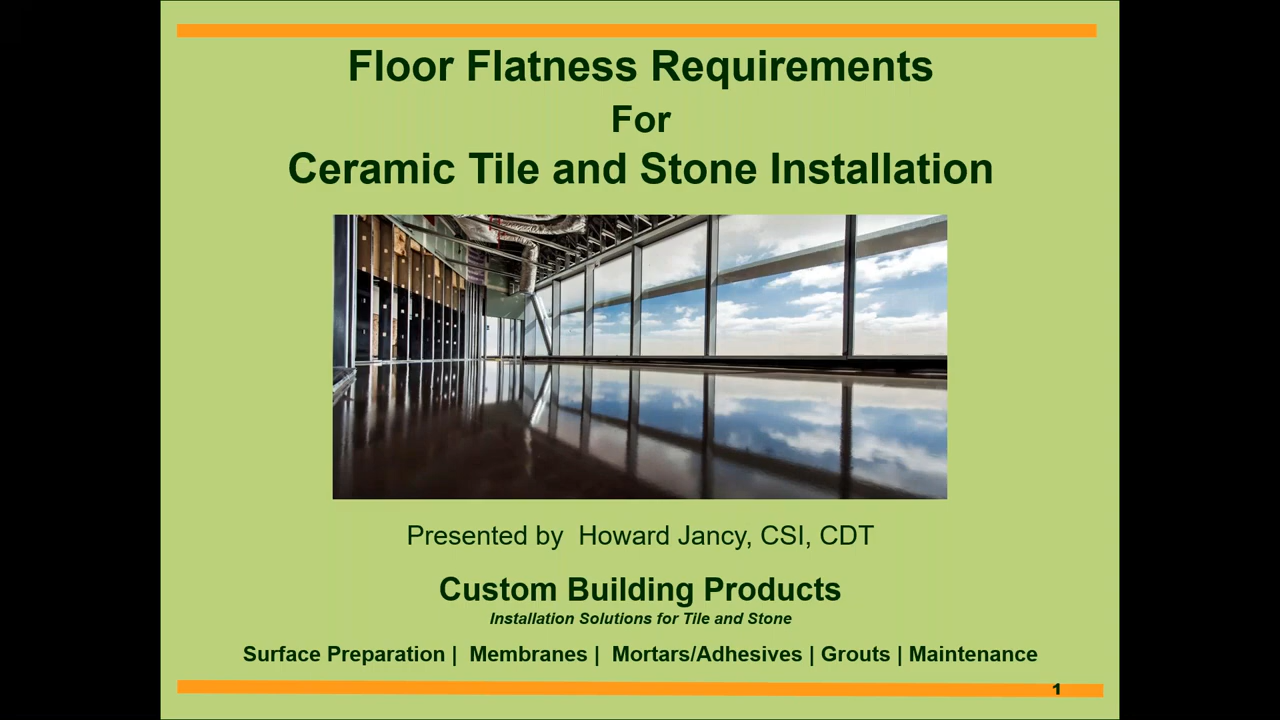 Floor Flatness Requirements
For
Ceramic Tile and Stone Installation
Presented by  Howard Jancy, CSI, CDT
Custom Building Products
Installation Solutions for Tile and Stone
Surface Preparation |  Membranes |  Mortars/Adhesives | Grouts | Maintenance
1